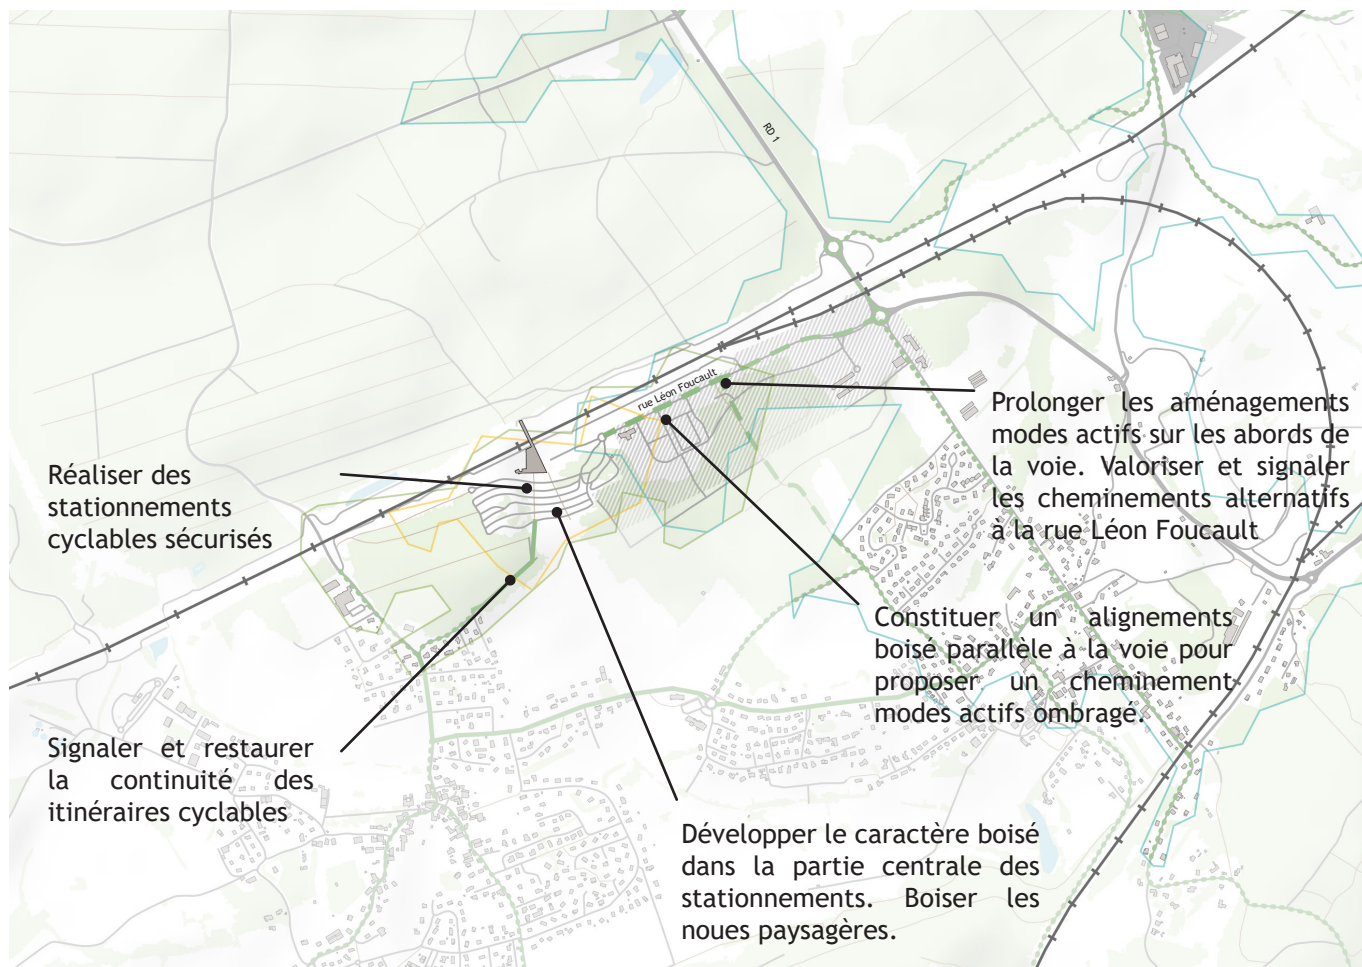 RD 1
rue Léon Foucault
Prolonger les aménagements
modes actifs sur les abords de
la voie. Valoriser et signaler
les cheminements alternatifs
à la rue Léon Foucault
Réaliser des
stationnements
cyclables sécurisés
Constituer un alignements
boisé parallèle à la voie pour
proposer un cheminement
modes actifs ombragé.
Signaler et restaurer
la continuité des
itinéraires cyclables
Développer le caractère boisé
dans la partie centrale des
stationnements. Boiser les
noues paysagères.